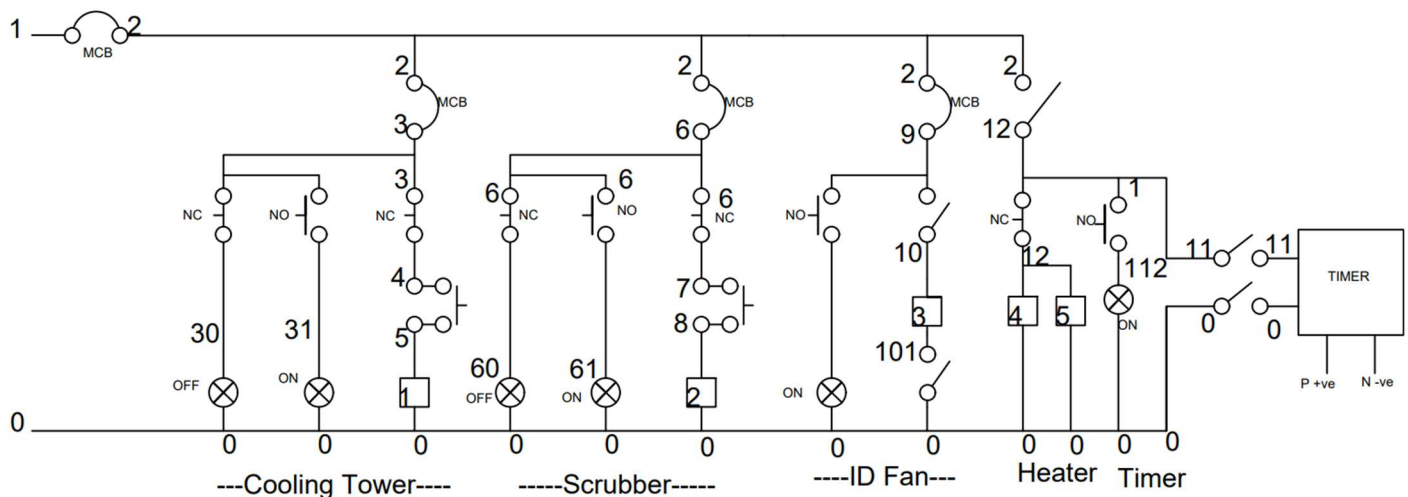 1
2
MCB
2
2
2
2
MCB
MCB
MCB
3
6
9
12
3
6
6
6
1
NC
NO
NC
NC
NO
NC
NO
NC
NO
10
12
11
11
112
4
7
TIMER
30
31
5
8
3
4
5
ON
0
0
101
60
61
P +ve
N -ve
OFF
ON
1
OFF
ON
2
ON
0
0
0
0
0
0
0
0
0
0
0
0
0
---Cooling Tower----
-----Scrubber-----
----ID Fan---
Heater
Timer